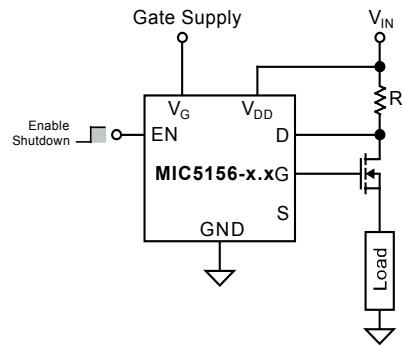 Gate Supply
VIN
VG
VDD
R
Enable
Shutdown
EN
D
MIC5156-x.x
G
S
GND
Load